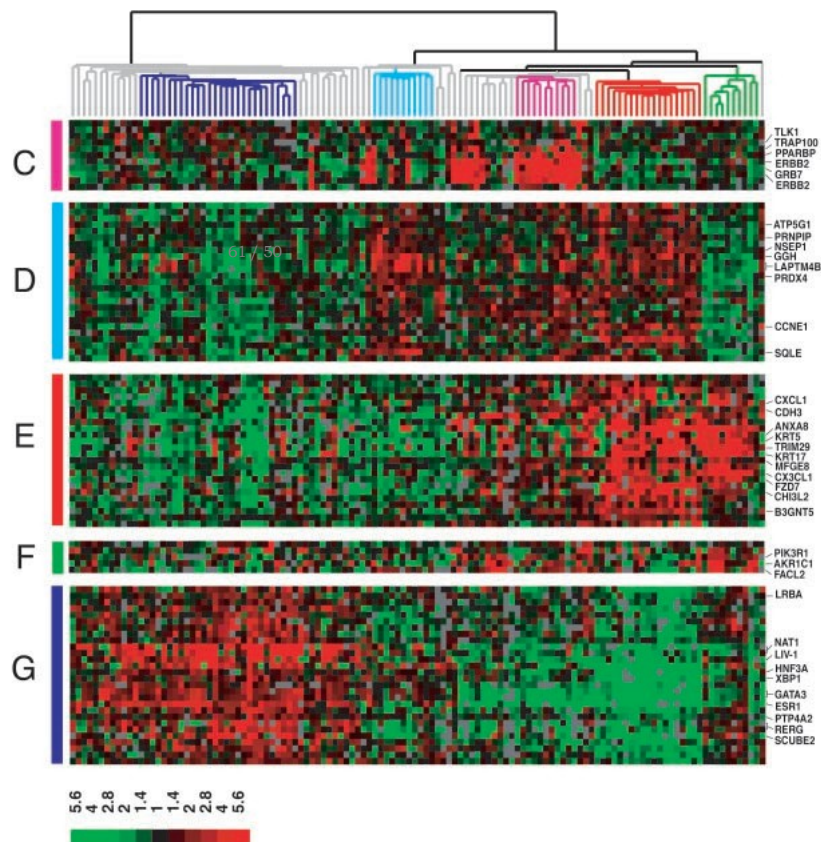 C
TLK1
TRAP100
PPARBP
ERBB2
GRB7
ERBB2
D
61 / 50
ATP5G1
PRNPIP
NSEP1
GGH
LAPTM4B
PRDX4
CCNE1
SQLE
E
CXCL1
CDH3
ANXA8
KRT5
TRIM29
KRT17
MFGE8
CX3CL1
FZD7
CHI3L2
B3GNT5
F
PIK3R1
AKR1C1
FACL2
G
LRBA
NAT1
LIV-1
HNF3A
XBP1
GATA3
ESR1
PTP4A2
RERG
SCUBE2
5.6 4 2.8 2 1.4 1 1.4 2 2.8 4 5.6